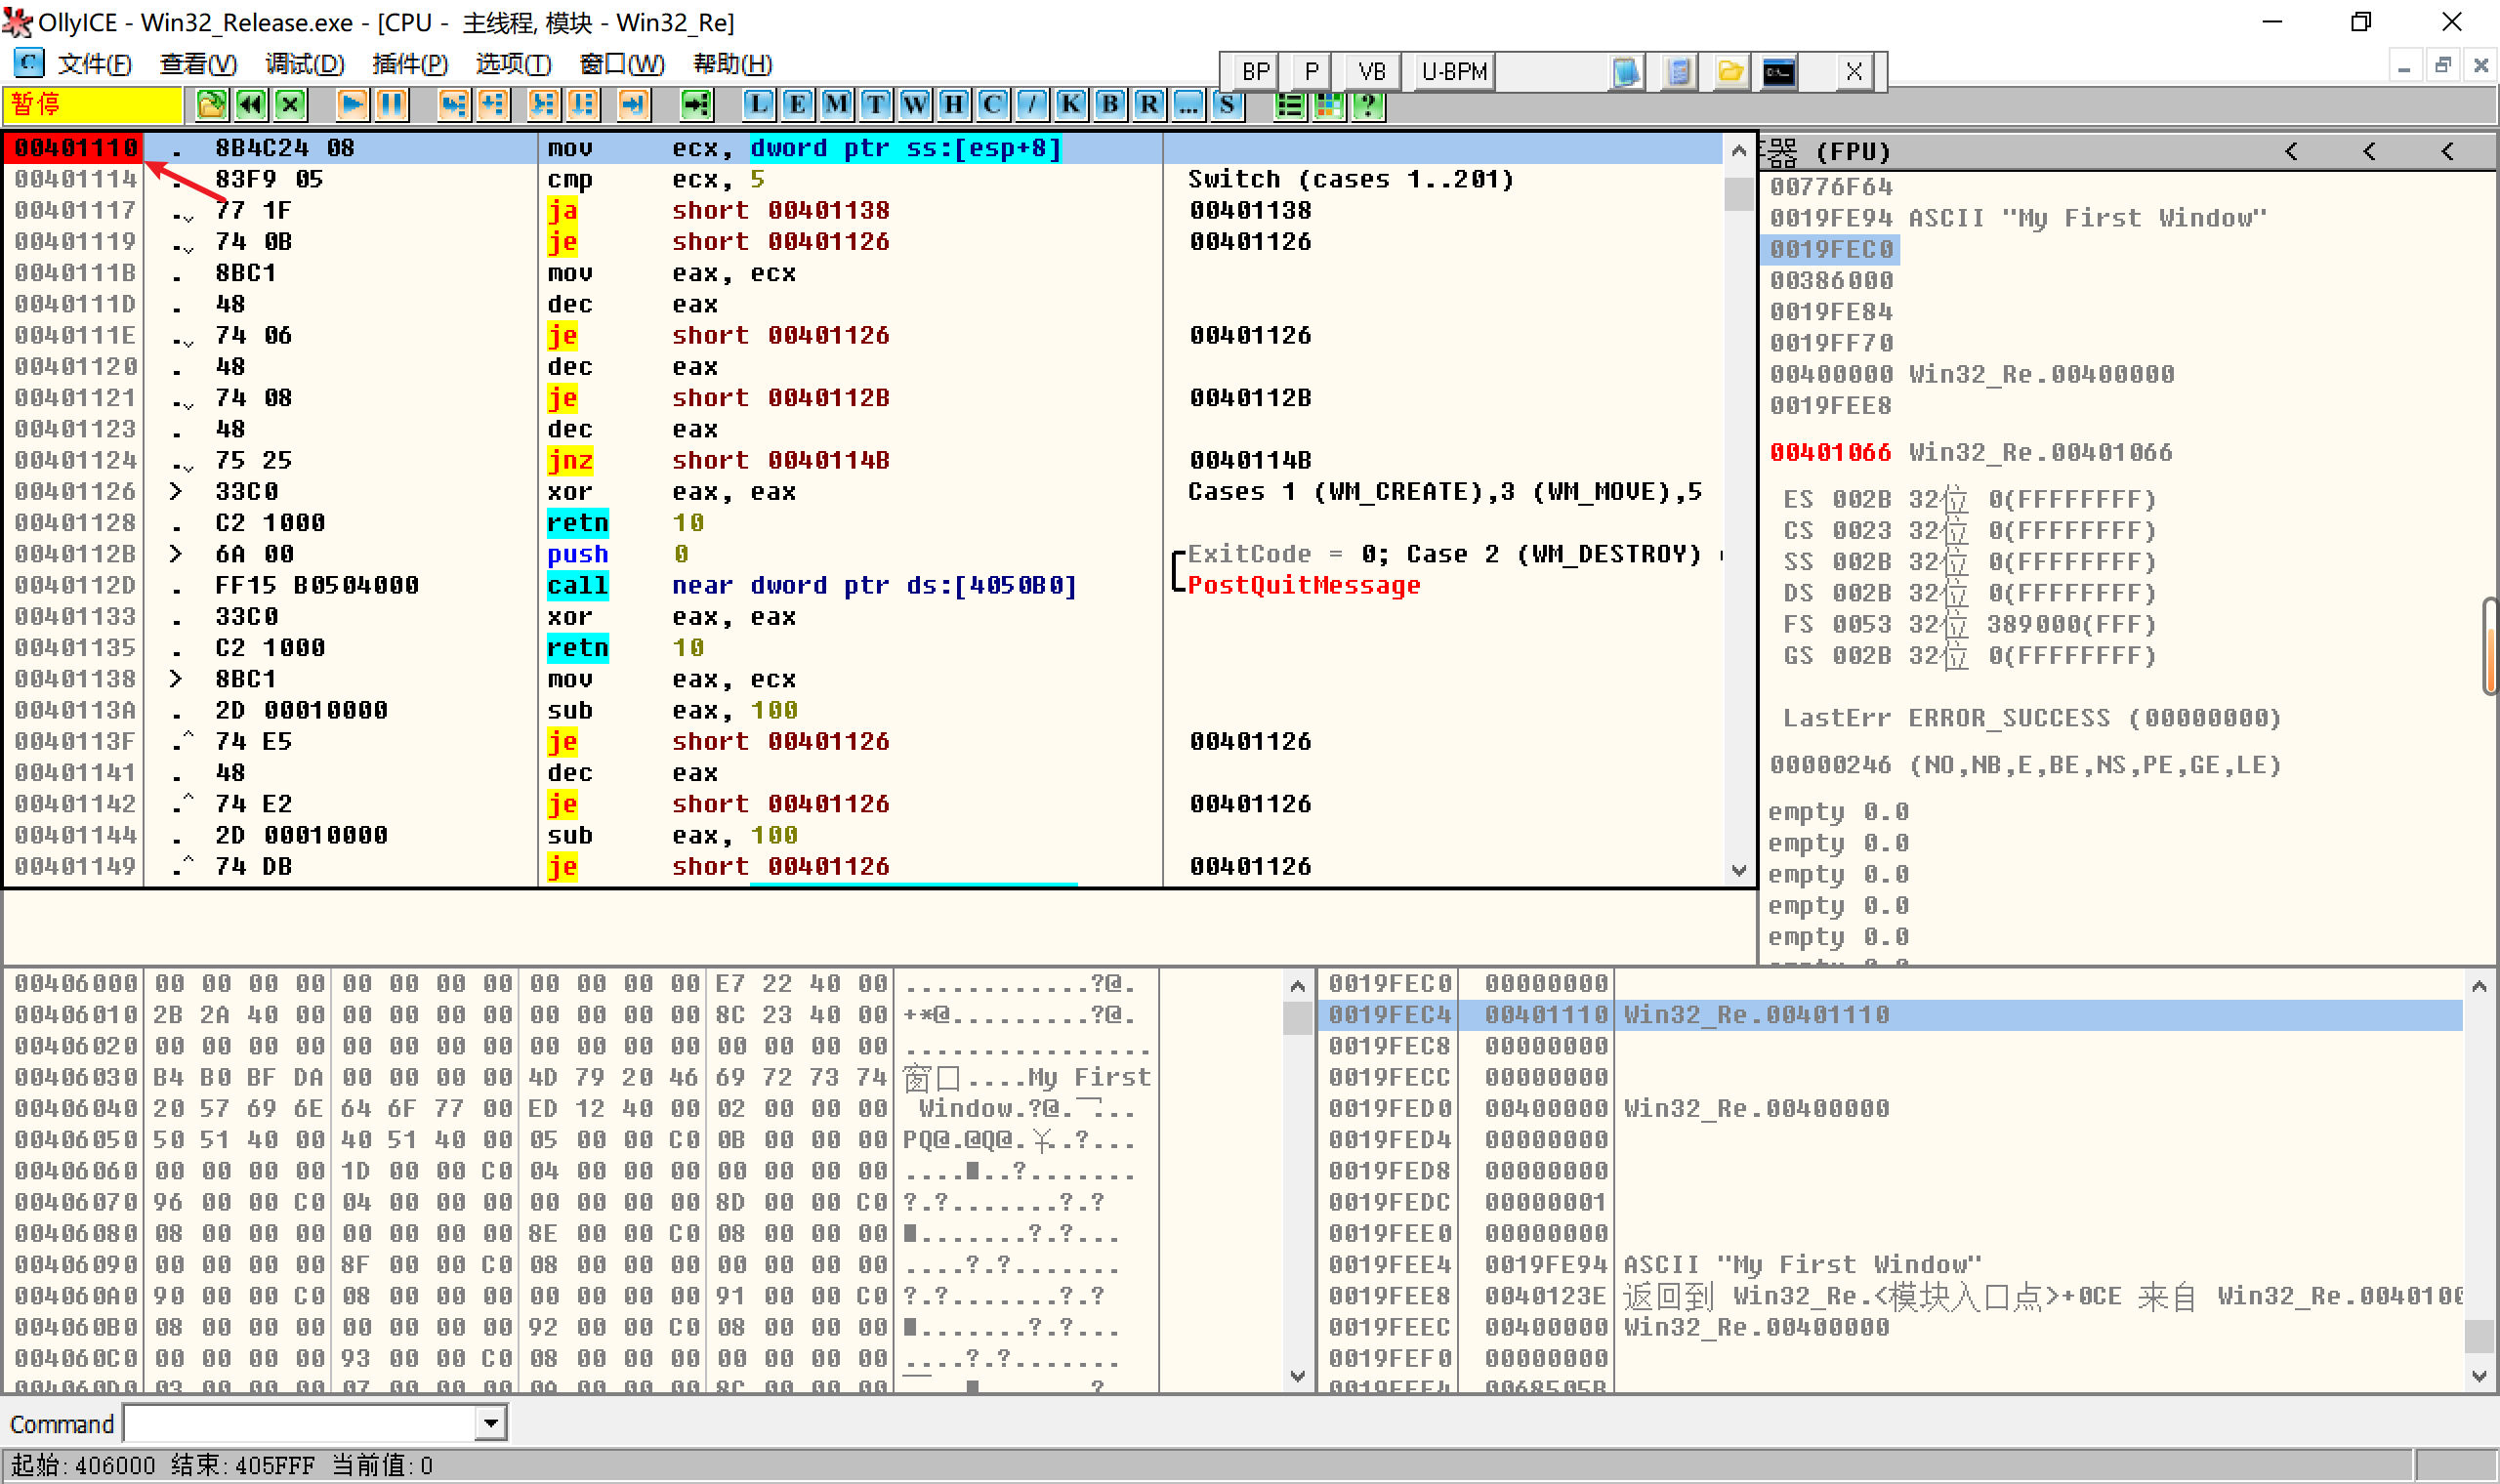 OllyICE - Win32_Release.exe - [CPU - 主线程, 模块 - Win32_Re]
C 文件(F) 查看(V) 调试(D) 插件(P) 选项(T) 窗口(W) 帮助(H)
BP P VB U-BPM X
暂停 L E M T W H C / K B R ... S ?
00401110 . 8B4C24 08 mov ecx, dword ptr ss:[esp+8]
00401114 . 83F9 05 cmp ecx, 5 Switch (cases 1..201)
00401117 .⌄ 77 1F ja short 00401138 00401138
00401119 .⌄ 74 0B je short 00401126 00401126
0040111B . 8BC1 mov eax, ecx
0040111D . 48 dec eax
0040111E .⌄ 74 06 je short 00401126 00401126
00401120 . 48 dec eax
00401121 .⌄ 74 08 je short 0040112B 0040112B
00401123 . 48 dec eax
00401124 .⌄ 75 25 jnz short 0040114B 0040114B
00401126 > 33C0 xor eax, eax Cases 1 (WM_CREATE),3 (WM_MOVE),5
00401128 . C2 1000 retn 10
0040112B > 6A 00 push 0 ExitCode = 0; Case 2 (WM_DESTROY)
0040112D . FF15 B0504000 call near dword ptr ds:[4050B0] PostQuitMessage
00401133 . 33C0 xor eax, eax
00401135 . C2 1000 retn 10
00401138 > 8BC1 mov eax, ecx
0040113A . 2D 00010000 sub eax, 100
0040113F .^ 74 E5 je short 00401126 00401126
00401141 . 48 dec eax
00401142 .^ 74 E2 je short 00401126 00401126
00401144 . 2D 00010000 sub eax, 100
00401149 .^ 74 DB je short 00401126 00401126
器 (FPU) < < <
00776F64
0019FE94 ASCII "My First Window"
0019FEC0
00386000
0019FE84
0019FF70
00400000 Win32_Re.00400000
0019FEE8
00401066 Win32_Re.00401066
ES 002B 32位 0(FFFFFFFF)
CS 0023 32位 0(FFFFFFFF)
SS 002B 32位 0(FFFFFFFF)
DS 002B 32位 0(FFFFFFFF)
FS 0053 32位 389000(FFF)
GS 002B 32位 0(FFFFFFFF)
LastErr ERROR_SUCCESS (00000000)
00000246 (NO,NB,E,BE,NS,PE,GE,LE)
empty 0.0
empty 0.0
empty 0.0
empty 0.0
empty 0.0
00406000 00 00 00 00 00 00 00 00 00 00 00 00 E7 22 40 00 ............?@.
00406010 2B 2A 40 00 00 00 00 00 00 00 00 00 8C 23 40 00 +*@.........?@.
00406020 00 00 00 00 00 00 00 00 00 00 00 00 00 00 00 00 ................
00406030 B4 B0 BF DA 00 00 00 00 4D 79 20 46 69 72 73 74 窗口....My First
00406040 20 57 69 6E 64 6F 77 00 ED 12 40 00 02 00 00 00 Window.?@....
00406050 50 51 40 00 40 51 40 00 05 00 00 C0 0B 00 00 00 PQ@.@Q@...?...
00406060 00 00 00 00 1D 00 00 C0 04 00 00 00 00 00 00 00 ....■..?.......
00406070 96 00 00 C0 04 00 00 00 00 00 00 00 8D 00 00 C0 ?.?.......?.?
00406080 08 00 00 00 00 00 00 00 8E 00 00 C0 08 00 00 00 ■.......?.?...
00406090 00 00 00 00 8F 00 00 C0 08 00 00 00 00 00 00 00 ....?.?.......
004060A0 90 00 00 C0 08 00 00 00 00 00 00 00 91 00 00 C0 ?.?.......?.?
004060B0 08 00 00 00 00 00 00 00 92 00 00 C0 08 00 00 00 ■.......?.?...
004060C0 00 00 00 00 93 00 00 C0 08 00 00 00 00 00 00 00 ....?.?.......
004060D0 03 00 00 00 07 00 00 00 0A 00 00 00 8C 00 00 00
0019FEC0 00000000
0019FEC4 00401110 Win32_Re.00401110
0019FEC8 00000000
0019FECC 00000000
0019FED0 00400000 Win32_Re.00400000
0019FED4 00000000
0019FED8 00000000
0019FEDC 00000001
0019FEE0 00000000
0019FEE4 0019FE94 ASCII "My First Window"
0019FEE8 0040123E 返回到 Win32_Re.<模块入口点>+0CE 来自 Win32_Re.0040100
0019FEEC 00400000 Win32_Re.00400000
0019FEF0 00000000
0019FEF4 0068505B
Command
起始: 406000 结束: 405FFF 当前值: 0